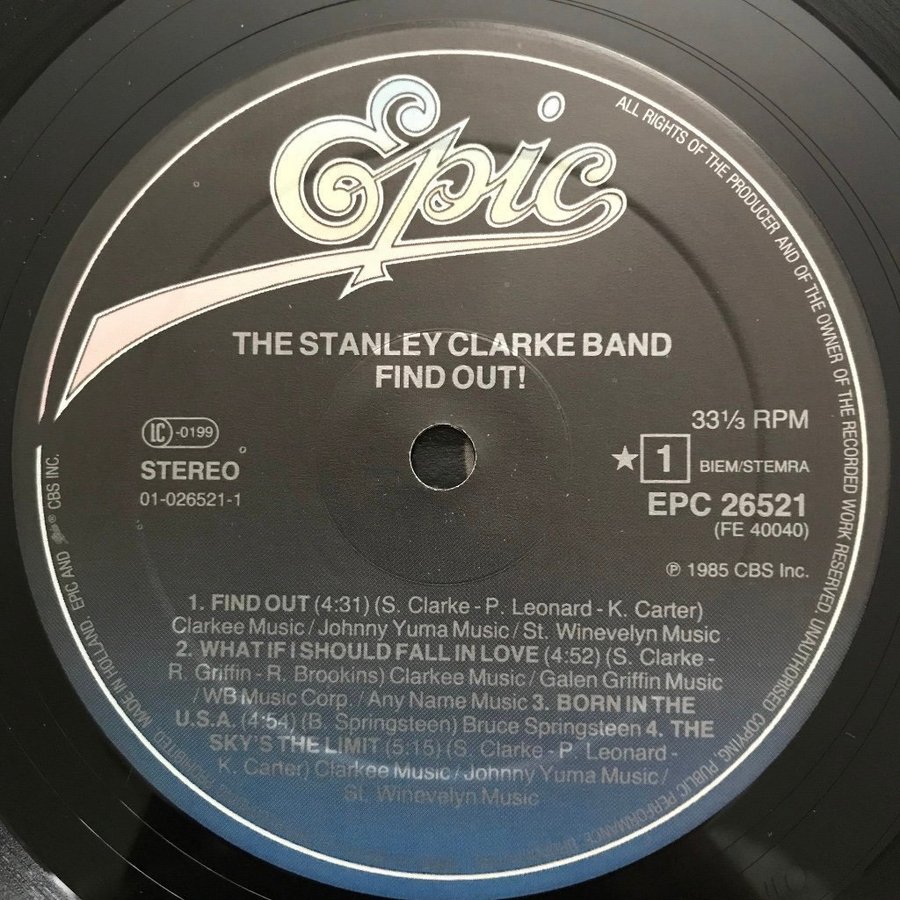 Epic
THE STANLEY CLARKE BAND
FIND OUT!
LC-0199
STEREO
01-026521-1
33⅓ RPM
★ 1 BIEM/STEMRA
EPC 26521
(FE 40040)
℗ 1985 CBS Inc.
1. FIND OUT (4:31) (S. Clarke - P. Leonard - K. Carter)
Clarkee Music / Johnny Yuma Music / St. Winevelyn Music
2. WHAT IF I SHOULD FALL IN LOVE (4:52) (S. Clarke -
R. Griffin - R. Brookins) Clarkee Music / Galen Griffin Music
/ WB Music Corp. / Any Name Music 3. BORN IN THE
U.S.A. (4:54) (B. Springsteen) Bruce Springsteen 4. THE
SKY'S THE LIMIT (5:15) (S. Clarke - P. Leonard -
K. Carter) Clarkee Music / Johnny Yuma Music /
St. Winevelyn Music
ALL RIGHTS OF THE PRODUCER AND OF THE OWNER OF THE RECORDED WORK RESERVED. UNAUTHORISED COPYING, PUBLIC PERFORMANCE
MADE IN HOLLAND. EPIC AND ® CBS INC.